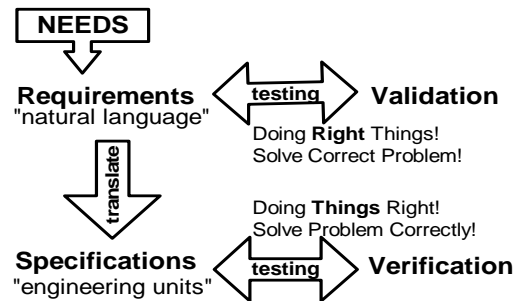 NEEDS
Requirements
"natural language"
testing
Validation
Doing Right Things!
Solve Correct Problem!
translate
Doing Things Right!
Solve Problem Correctly!
Specifications
"engineering units"
testing
Verification